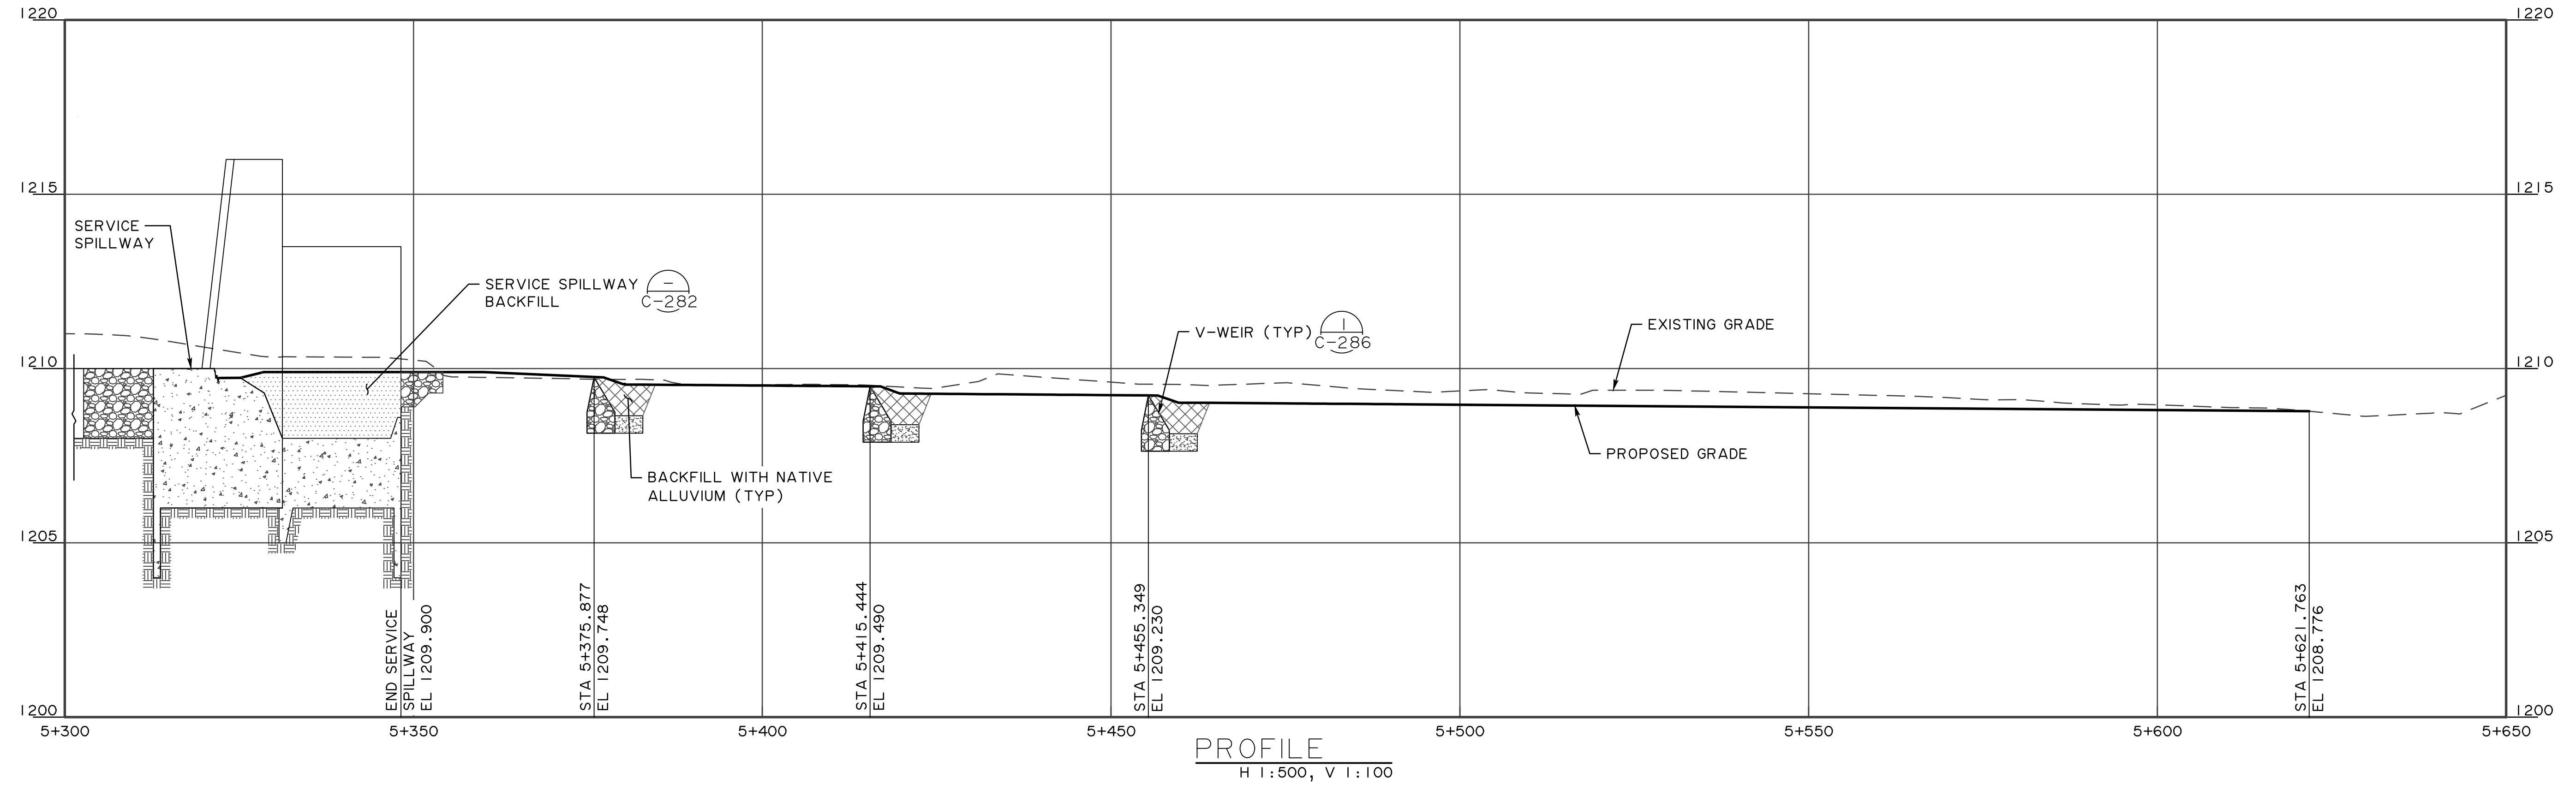 1220
1220
1215
1215
SERVICE
SPILLWAY
SERVICE SPILLWAY
BACKFILL
–
C-282
V-WEIR (TYP)
1
C-286
EXISTING GRADE
1210
1210
PROPOSED GRADE
BACKFILL WITH NATIVE
ALLUVIUM (TYP)
1205
1205
END SERVICE
SPILLWAY
EL 1209.900
STA 5+375.877
EL 1209.748
STA 5+415.444
EL 1209.490
STA 5+455.349
EL 1209.230
STA 5+621.763
EL 1208.776
1200
1200
5+300
5+350
5+400
5+450
5+500
5+550
5+600
5+650
PROFILE
H 1:500, V 1:100